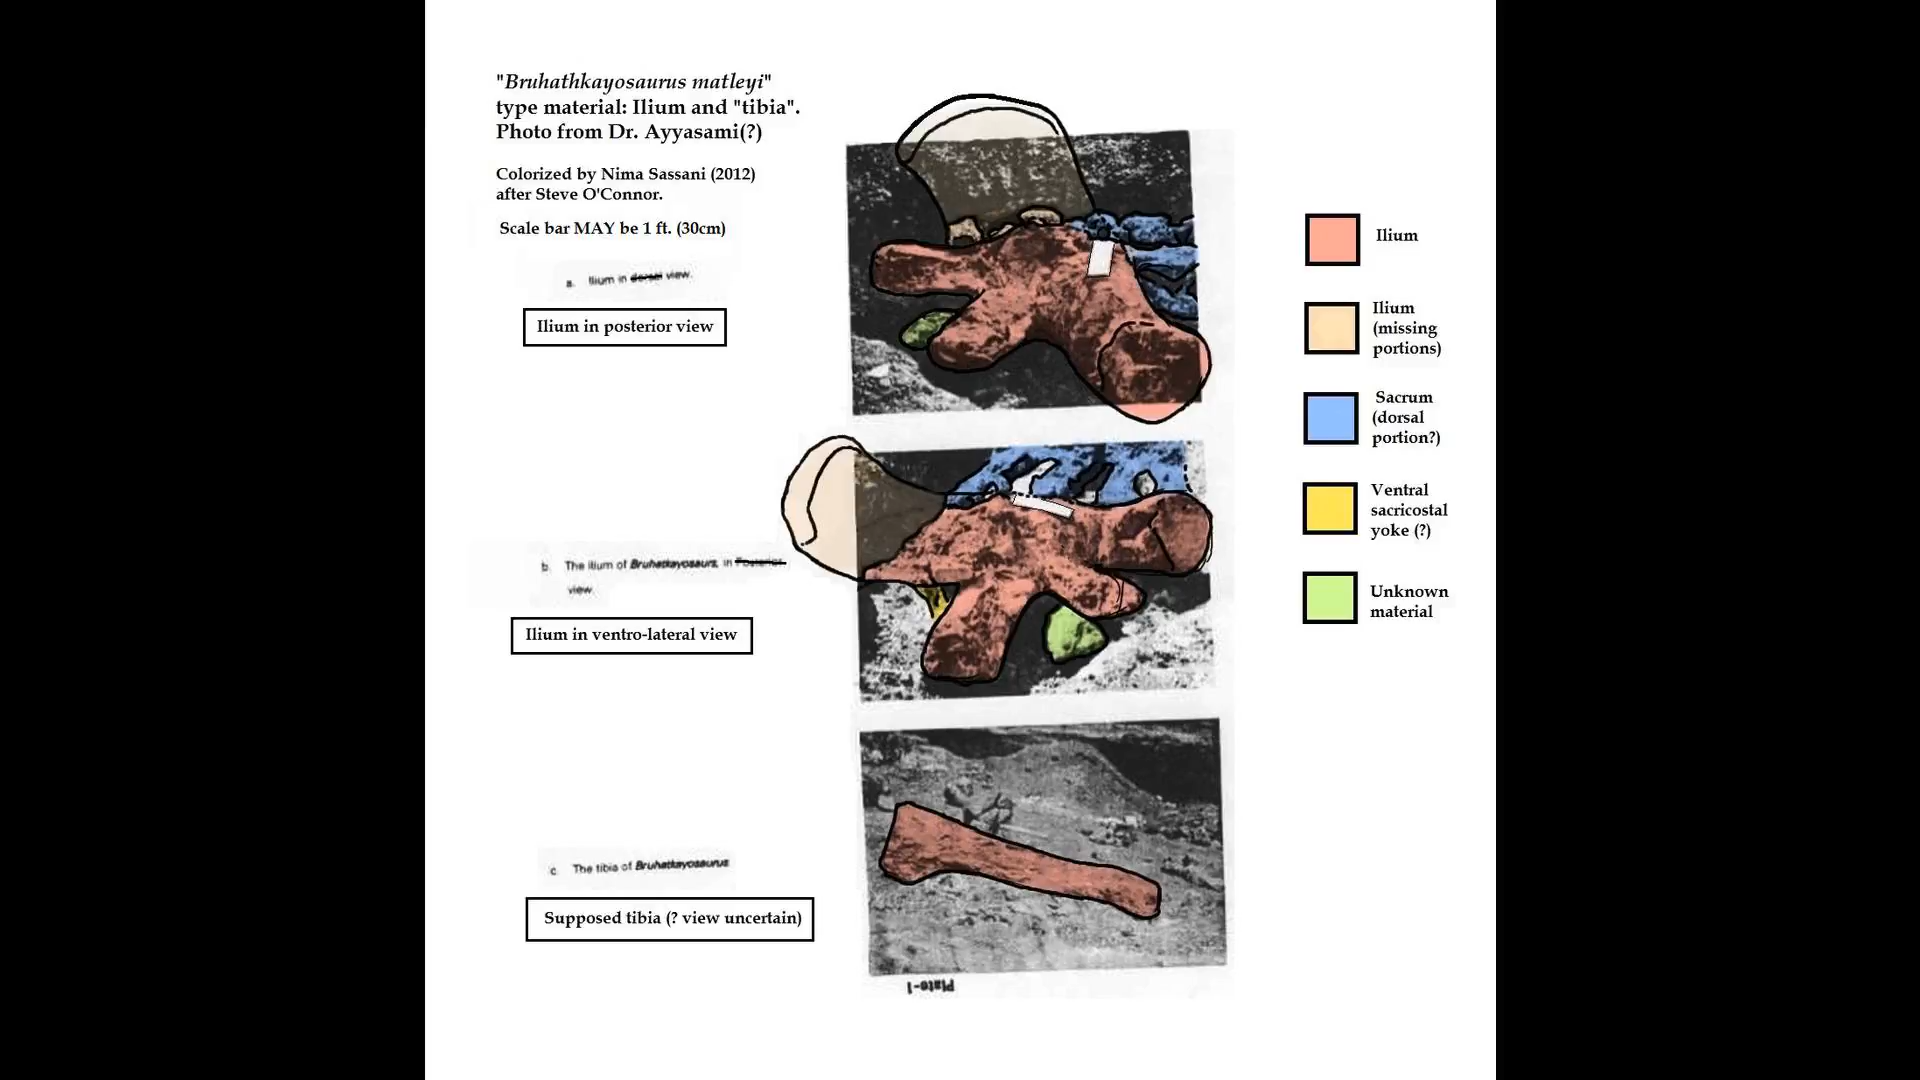 "Bruhathkayosaurus matleyi"
type material: Ilium and "tibia".
Photo from Dr. Ayyasami(?)
Colorized by Nima Sassani (2012)
after Steve O'Connor.
Scale bar MAY be 1 ft. (30cm)
a. Ilium in dorsal view.
Ilium in posterior view
b. The ilium of Bruhatkayosaurs, in Posterior
view.
Ilium in ventro-lateral view
c. The tibia of Bruhatkayosaurus
Supposed tibia (? view uncertain)
Plate-1
Ilium
Ilium
(missing
portions)
Sacrum
(dorsal
portion?)
Ventral
sacricostal
yoke (?)
Unknown
material